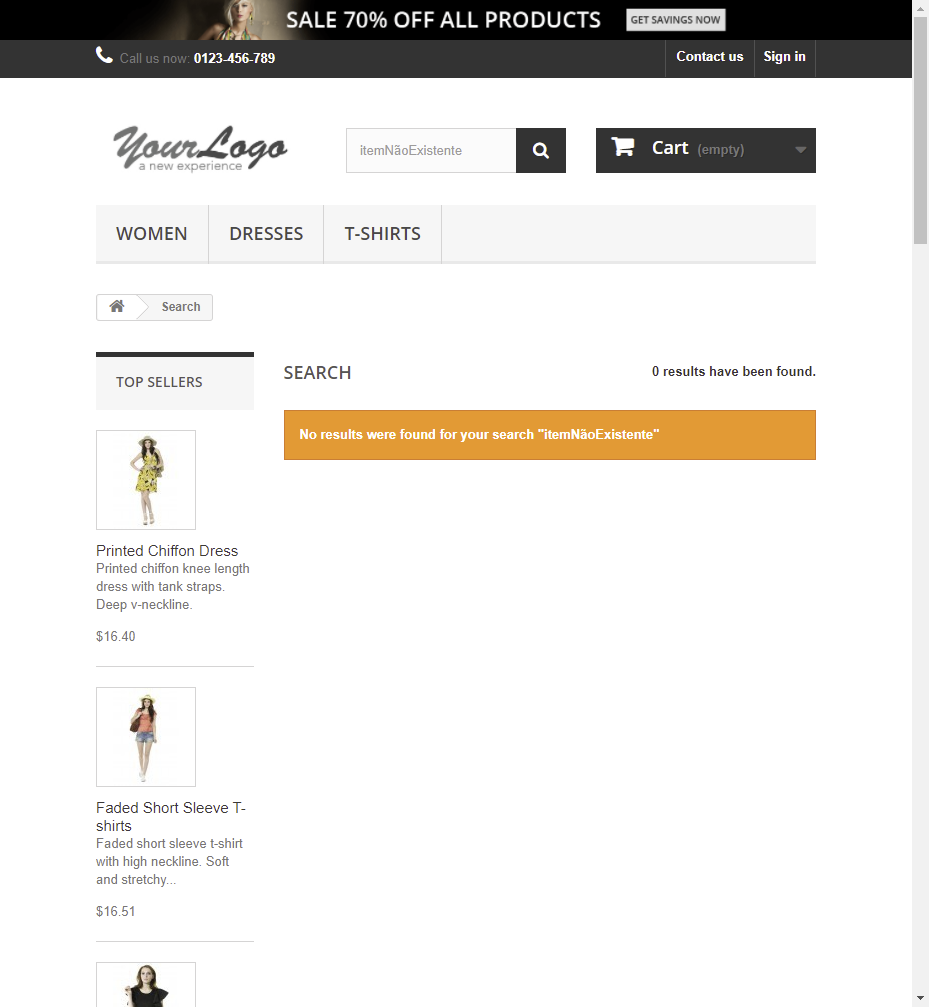 SALE 70% OFF ALL PRODUCTS GET SAVINGS NOW
Call us now: 0123-456-789 Contact us Sign in
YourLogo
a new experience
itemNãoExistente
Cart (empty)
WOMEN DRESSES T-SHIRTS
Search
TOP SELLERS
SEARCH 0 results have been found.
No results were found for your search "itemNãoExistente"
Printed Chiffon Dress
Printed chiffon knee length
dress with tank straps.
Deep v-neckline.
$16.40
Faded Short Sleeve T-
shirts
Faded short sleeve t-shirt
with high neckline. Soft
and stretchy...
$16.51